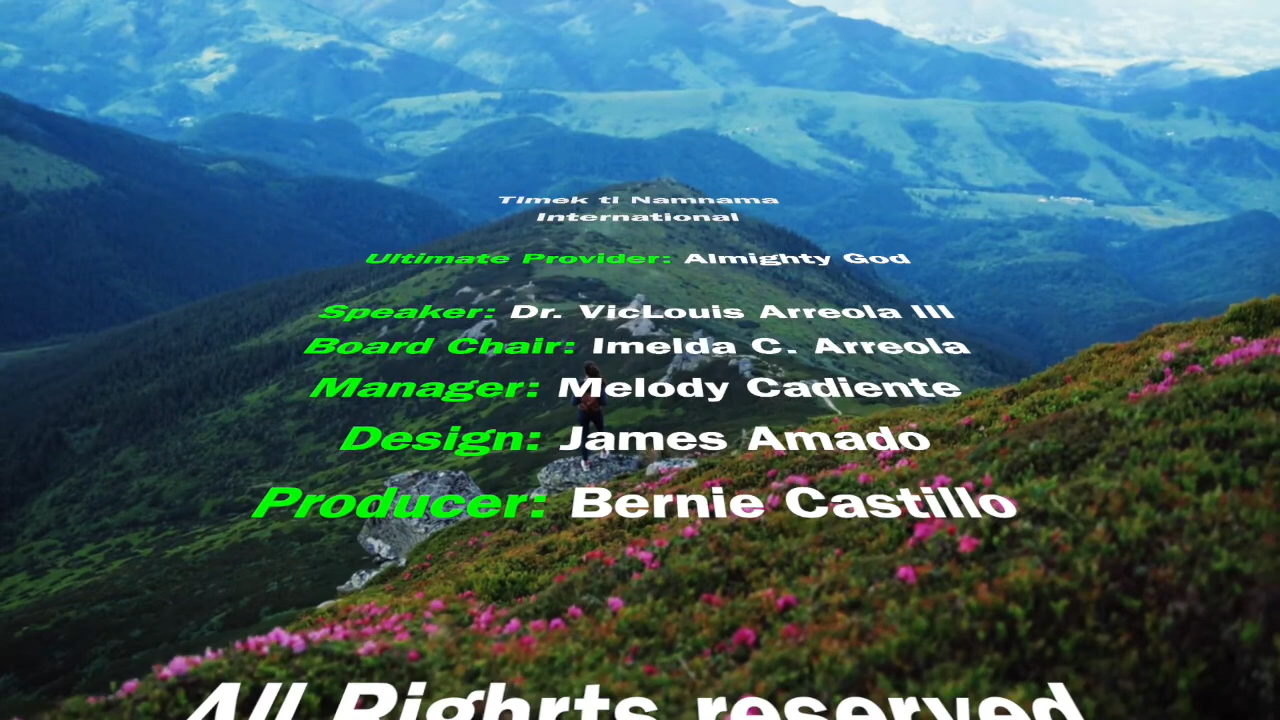 Timek ti Namnama
International
Ultimate Provider: Almighty God
Speaker: Dr. VicLouis Arreola III
Board Chair: Imelda C. Arreola
Manager: Melody Cadiente
Design: James Amado
Producer: Bernie Castillo
All Righrts reserved